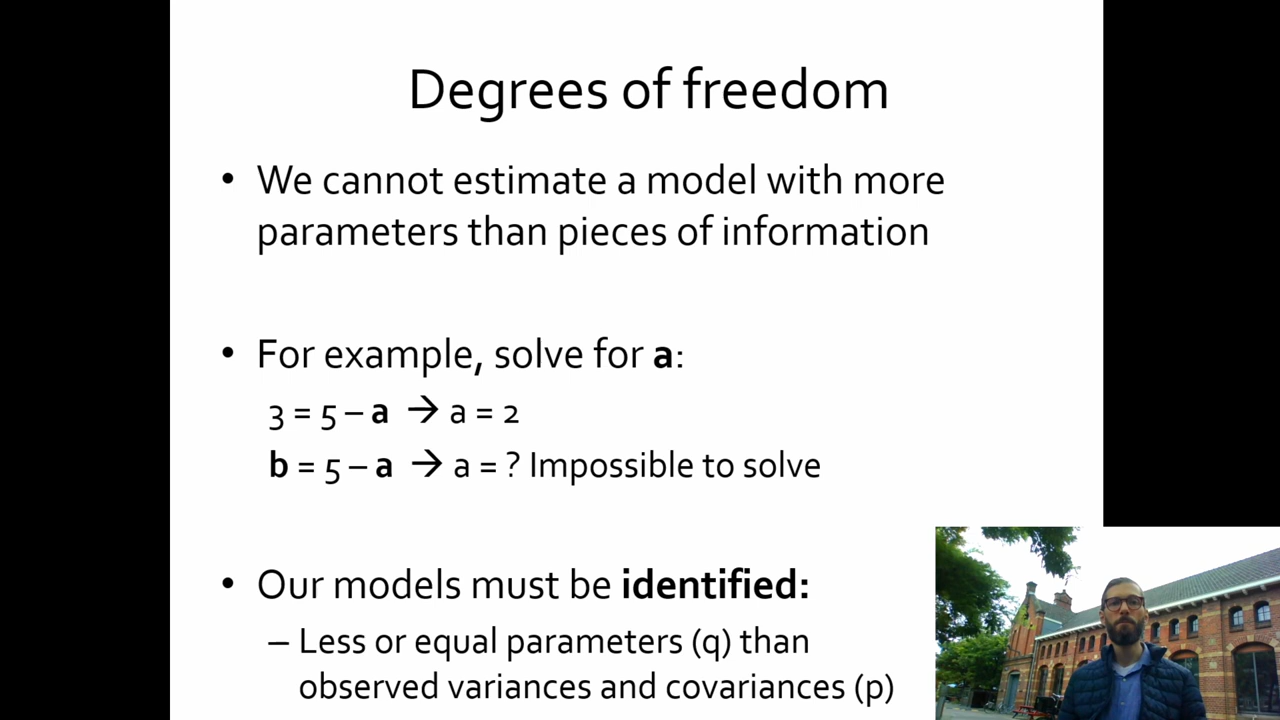 Degrees of freedom
• We cannot estimate a model with more
parameters than pieces of information
• For example, solve for a:
3 = 5 – a → a = 2
b = 5 – a → a = ? Impossible to solve
• Our models must be identified:
– Less or equal parameters (q) than
observed variances and covariances (p)